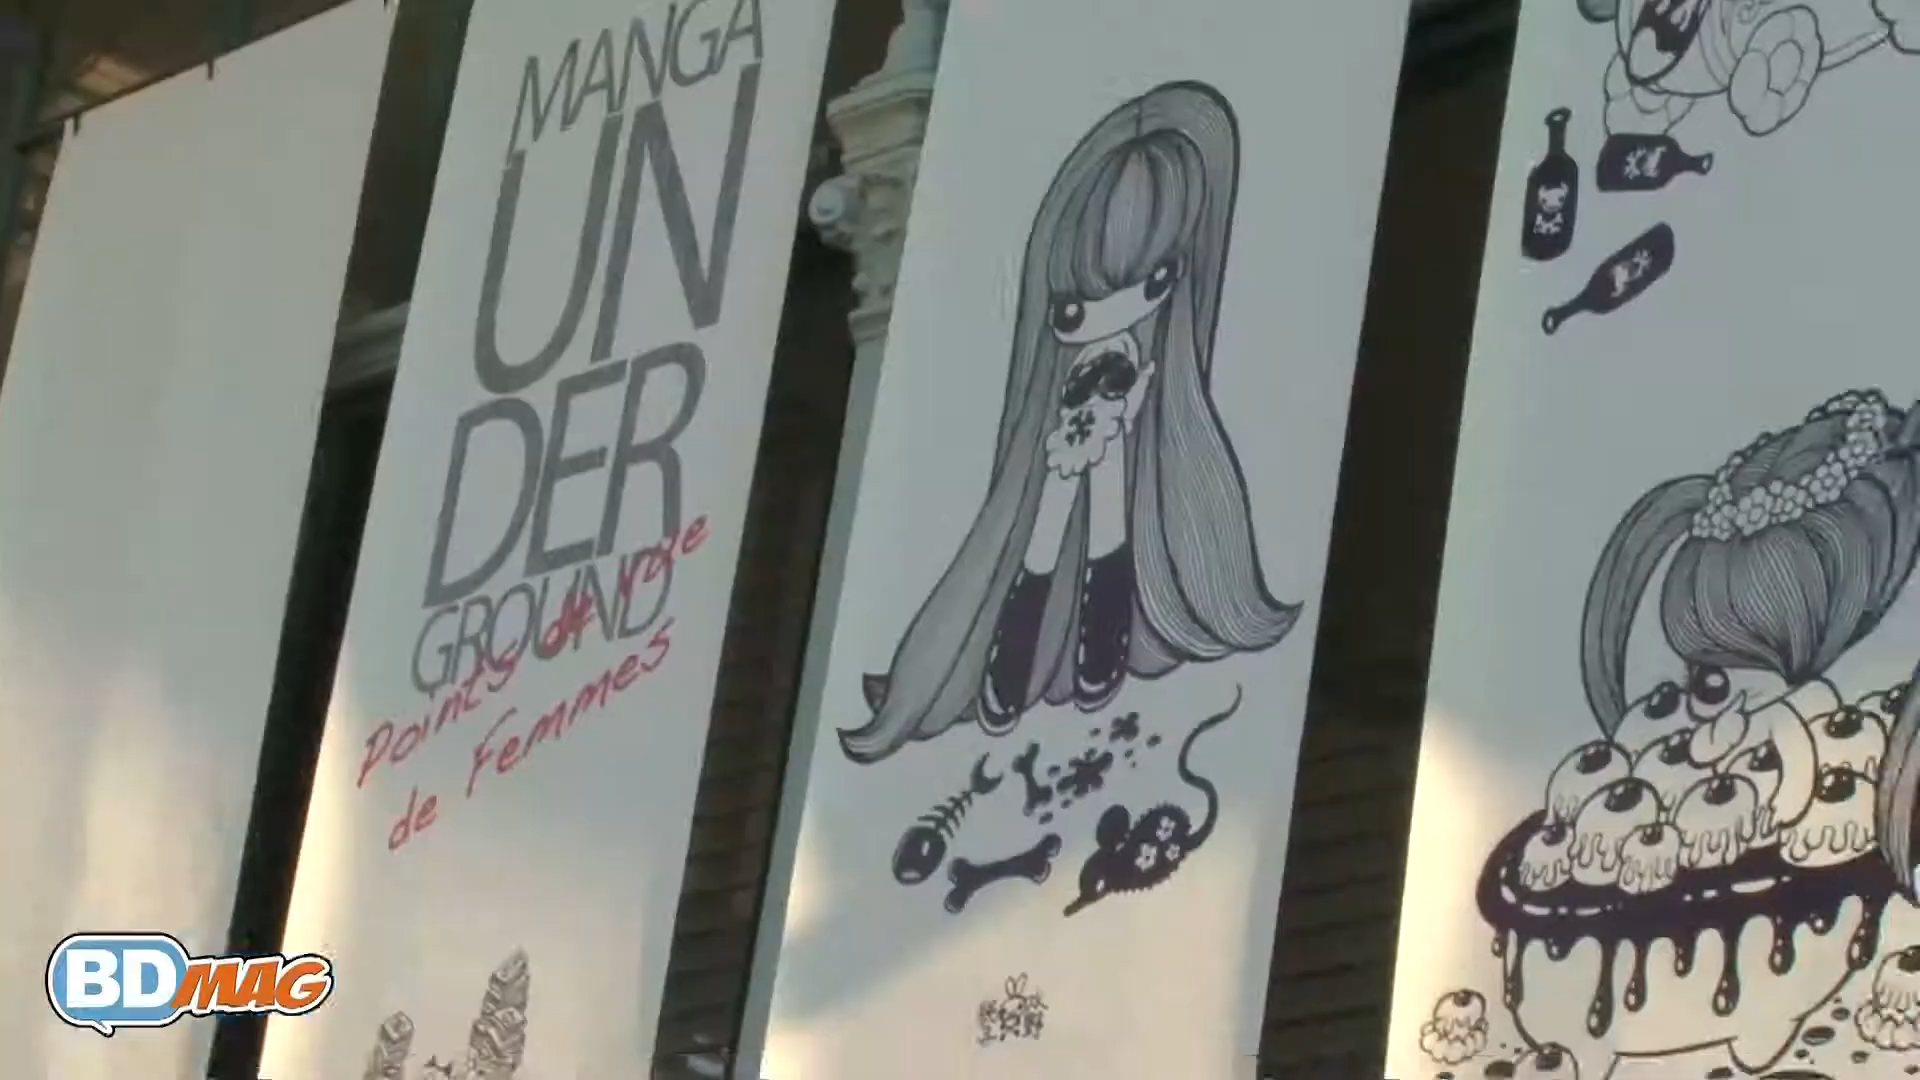 MANGA
UN
DER
GROUND
Points de vue
de Femmes
BDMAG